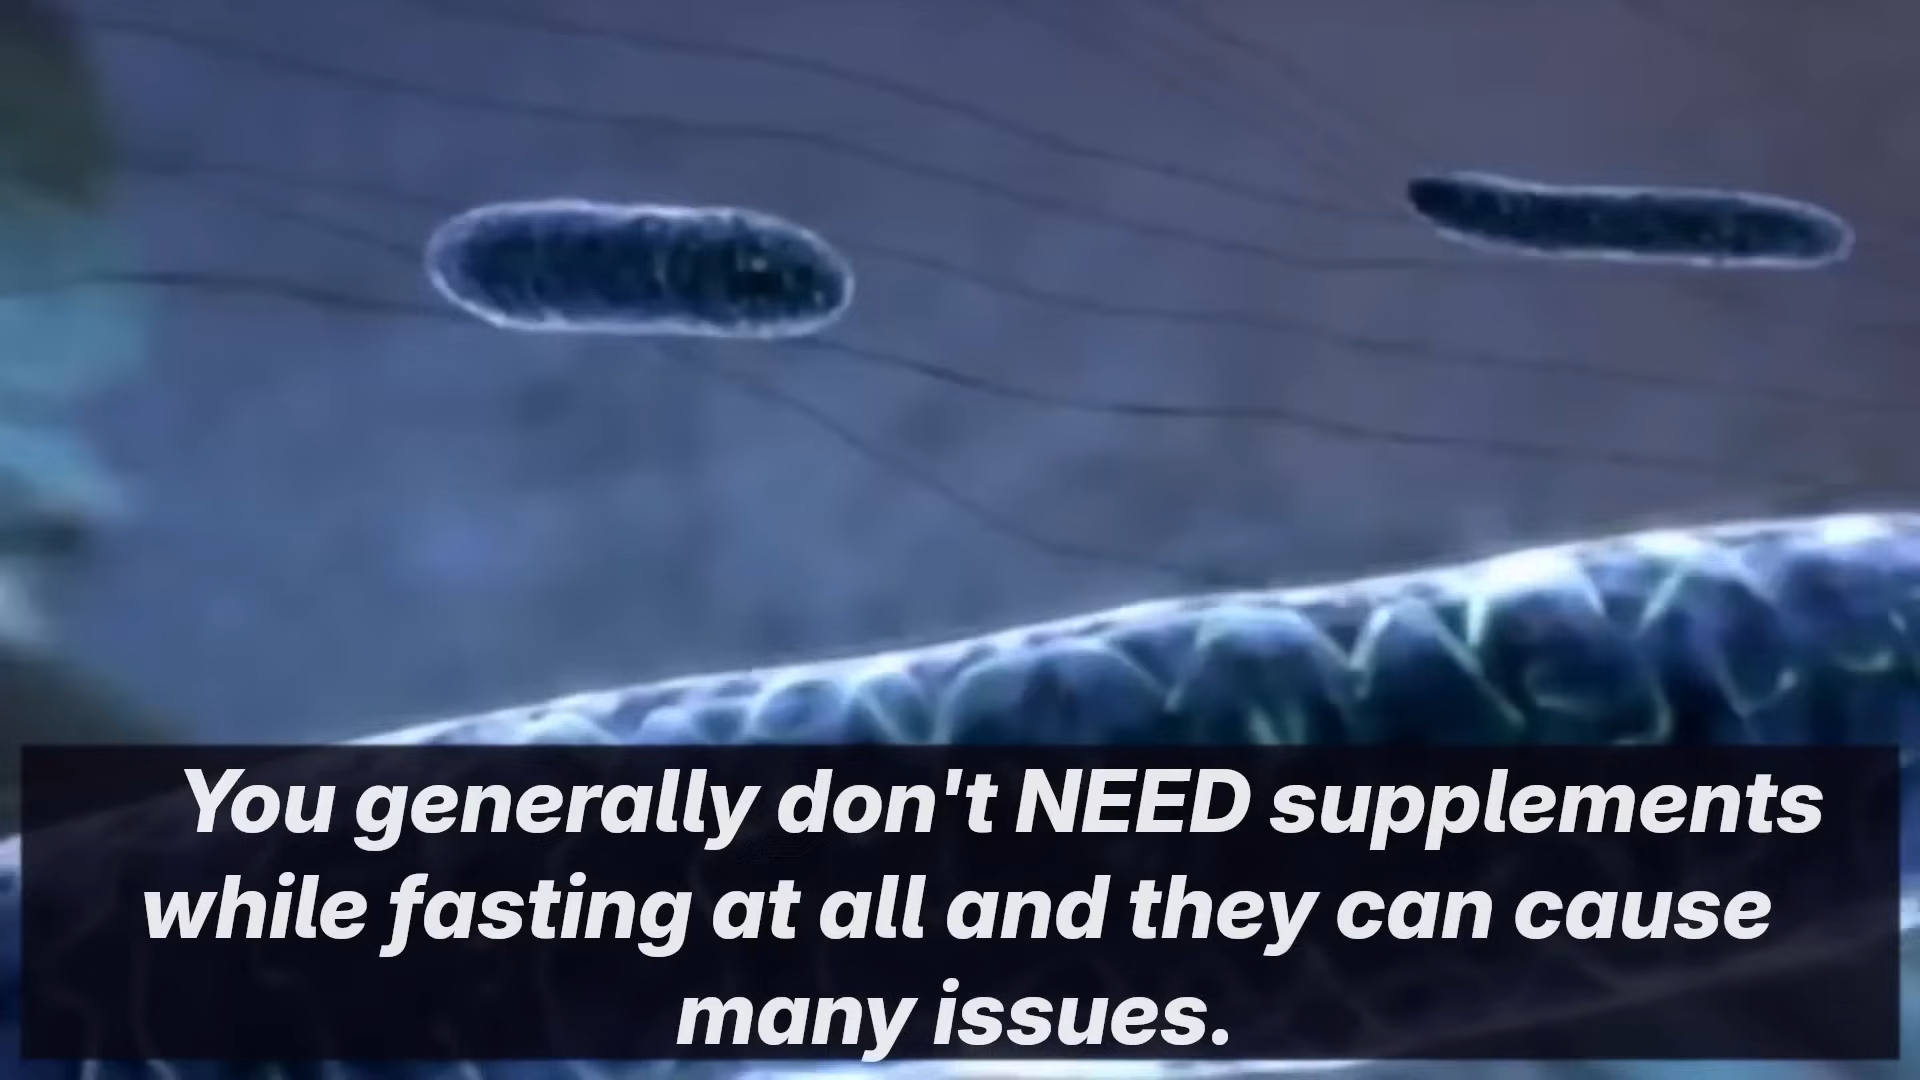 You generally don't NEED supplements
while fasting at all and they can cause
many issues.